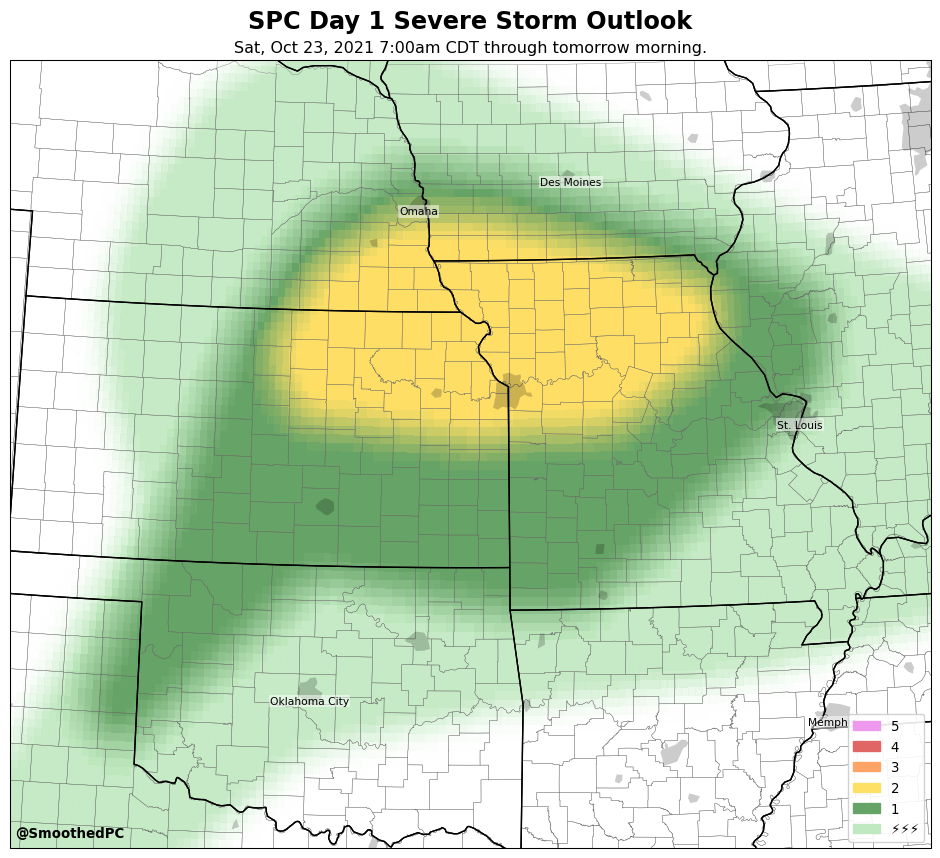 SPC Day 1 Severe Storm Outlook
Sat, Oct 23, 2021 7:00am CDT through tomorrow morning.
Des Moines
Omaha
St. Louis
Oklahoma City
Memph
5
4
3
2
1
⚡⚡⚡
@SmoothedPC